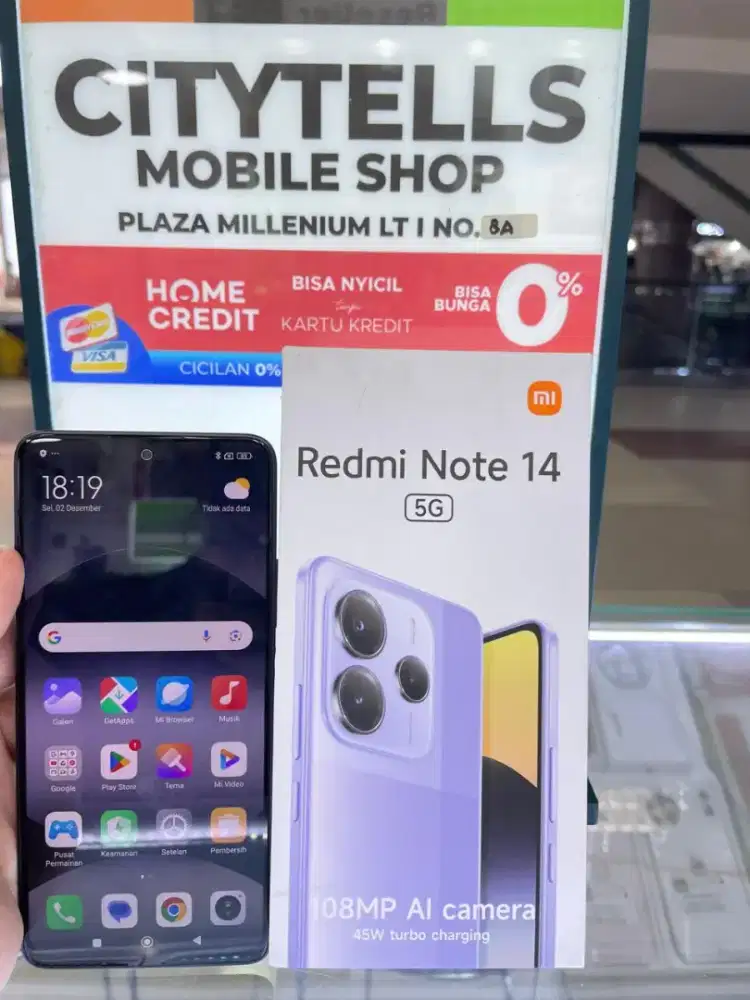 CITYTELLS
MOBILE SHOP
PLAZA MILLENIUM LT I NO. 8A
HOME
CREDIT
BISA NYICIL
tanpa
KARTU KREDIT
BISA
BUNGA
0%
VISA
CICILAN 0%
mi
Redmi Note 14
5G
108MP AI camera
45W turbo charging
18:19
Sel, 02 Desember
Tidak ada data
G
Galeri
GetApps
Mi Browser
Musik
Google
Play Store
Tema
Mi Video
Pusat
Permainan
Keamanan
Setelan
Pembersih